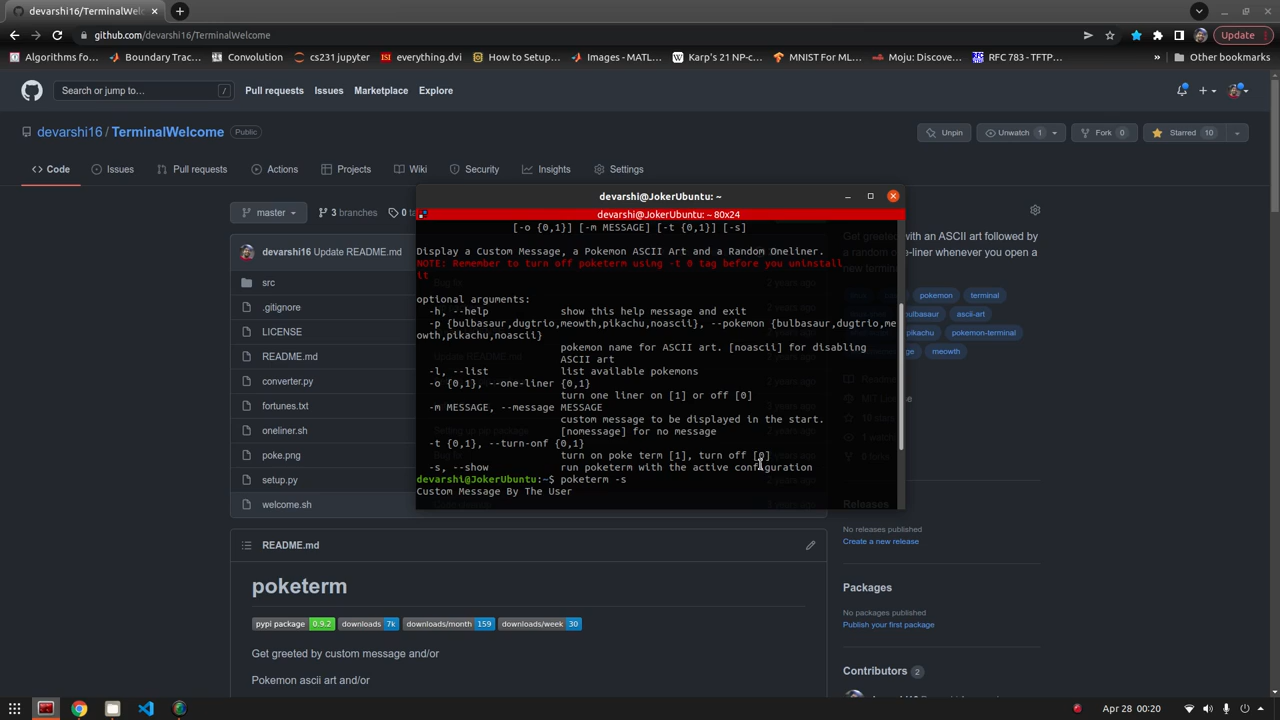 devarshi16/TerminalWelco
github.com/devarshi16/TerminalWelcome
Update
Algorithms f...
Boundary Trac...
Convolution
cs231 jupyter
everything.dvi
How to Setup...
Images - MATL...
Karp's 21 NP-c...
MNIST For ML...
Moju: Discove...
RFC 783 - TFTP...
»
Other bookmarks
Search or jump to...
/
Pull requests
Issues
Marketplace
Explore
devarshi16 / TerminalWelcome
Public
Unpin
Unwatch 1
Fork 0
Starred 10
Code
Issues
Pull requests
Actions
Projects
Wiki
Security
Insights
Settings
master
3 branches
0 ta
devarshi16 Update README.md
src
.gitignore
LICENSE
README.md
converter.py
fortunes.txt
oneliner.sh
poke.png
setup.py
welcome.sh
devarshi@JokerUbuntu: ~
devarshi@JokerUbuntu: ~ 80x24
[-o {0,1}] [-m MESSAGE] [-t {0,1}] [-s]
Display a Custom Message, a Pokemon ASCII Art and a Random Oneliner.
NOTE: Remember to turn off poketerm using -t 0 tag before you uninstall
it
optional arguments:
-h, --help show this help message and exit
-p {bulbasaur,dugtrio,meowth,pikachu,noascii}, --pokemon {bulbasaur,dugtrio,me
owth,pikachu,noascii}
pokemon name for ASCII art. [noascii] for disabling
ASCII art
-l, --list list available pokemons
-o {0,1}, --one-liner {0,1}
turn one liner on [1] or off [0]
-m MESSAGE, --message MESSAGE
custom message to be displayed in the start.
[nomessage] for no message
-t {0,1}, --turn-onf {0,1}
turn on poke term [1], turn off [0]
-s, --show run poketerm with the active configuration
devarshi@JokerUbuntu:~$ poketerm -s
Custom Message By The User
Get greeted with an ASCII art followed by
a random one-liner whenever you open a
new termin
pokemon
terminal
bulbasaur
ascii-art
pikachu
pokemon-terminal
meowth
Releases
No releases published
Create a new release
README.md
poketerm
pypi package 0.9.2
downloads 7k
downloads/month 159
downloads/week 30
Get greeted by custom message and/or
Pokemon ascii art and/or
Packages
No packages published
Publish your first package
Contributors 2
Apr 28 00:20